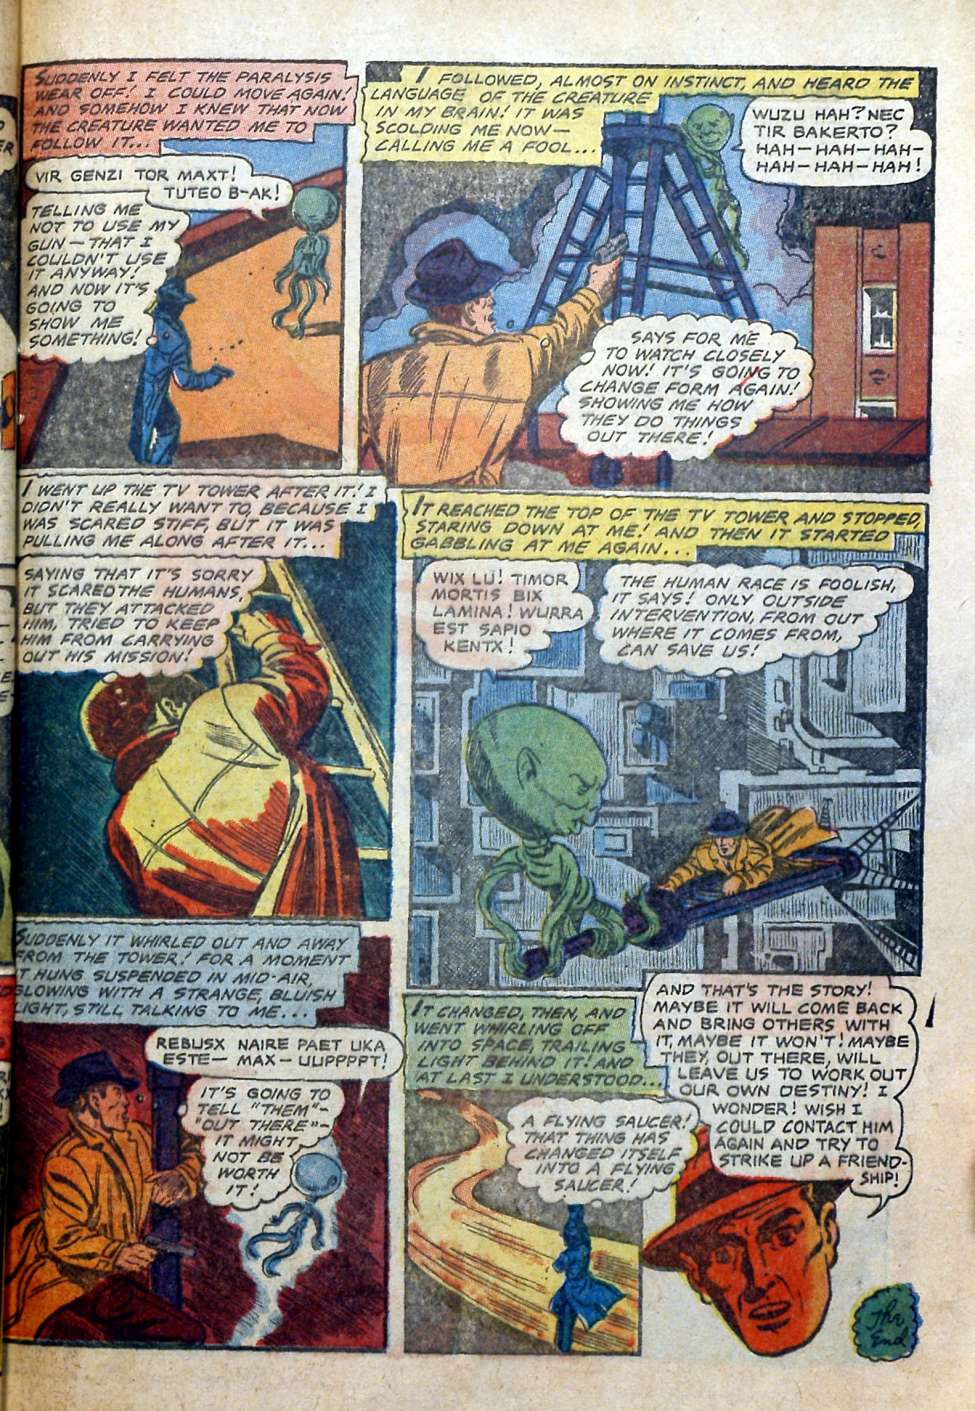 SUDDENLY I FELT THE PARALYSIS
WEAR OFF! I COULD MOVE AGAIN!
AND SOMEHOW I KNEW THAT NOW
THE CREATURE WANTED ME TO
FOLLOW IT...
VIR GENZI TOR MAXT!
TUTEO B-AK!
TELLING ME
NOT TO USE MY
GUN-THAT I
COULDN'T USE
IT ANYWAY!
AND NOW IT'S
GOING TO
SHOW ME
SOMETHING!
I FOLLOWED, ALMOST ON INSTINCT, AND HEARD THE
LANGUAGE OF THE CREATURE
IN MY BRAIN! IT WAS
SCOLDING ME NOW-
CALLING ME A FOOL...
WUZU HAH? NEC
TIR BAKERTO?
HAH-HAH-HAH-
HAH-HAH-HAH!
SAYS FOR ME
TO WATCH CLOSELY
NOW! IT'S GOING TO
CHANGE FORM AGAIN!
SHOWING ME HOW
THEY DO THINGS
OUT THERE!
I WENT UP THE TV TOWER AFTER IT! I
DIDN'T REALLY WANT TO, BECAUSE I
WAS SCARED STIFF, BUT IT WAS
PULLING ME ALONG AFTER IT...
SAYING THAT IT'S SORRY
IT SCARED THE HUMANS,
BUT THEY ATTACKED
HIM, TRIED TO KEEP
HIM FROM CARRYING
OUT HIS MISSION!
IT REACHED THE TOP OF THE TV TOWER AND STOPPED,
STARING DOWN AT ME! AND THEN IT STARTED
GABBLING AT ME AGAIN...
WIX LU! TIMOR
MORTIS BIX
LAMINA! WURRA
EST SAPIO
KENTX!
THE HUMAN RACE IS FOOLISH,
IT SAYS! ONLY OUTSIDE
INTERVENTION, FROM OUT
WHERE IT COMES FROM,
CAN SAVE US!
SUDDENLY IT WHIRLED OUT AND AWAY
FROM THE TOWER! FOR A MOMENT
IT HUNG SUSPENDED IN MID-AIR,
GLOWING WITH A STRANGE, BLUISH
LIGHT, STILL TALKING TO ME...
REBUSX NAIRE PAET UKA
ESTE- MAX-UUPPPPT!
IT'S GOING TO
TELL "THEM"-
"OUT THERE"-
IT MIGHT
NOT BE
WORTH
IT!
IT CHANGED, THEN, AND
WENT WHIRLING OFF
INTO SPACE, TRAILING
LIGHT BEHIND IT! AND
AT LAST I UNDERSTOOD...
A FLYING SAUCER!
THAT THING HAS
CHANGED ITSELF
INTO A FLYING
SAUCER!
AND THAT'S THE STORY!
MAYBE IT WILL COME BACK
AND BRING OTHERS WITH
IT, MAYBE IT WON'T! MAYBE
THEY, OUT THERE, WILL
LEAVE US TO WORK OUT
OUR OWN DESTINY! I
WONDER! WISH I
COULD CONTACT HIM
AGAIN AND TRY TO
STRIKE UP A FRIEND-
SHIP!
The
End